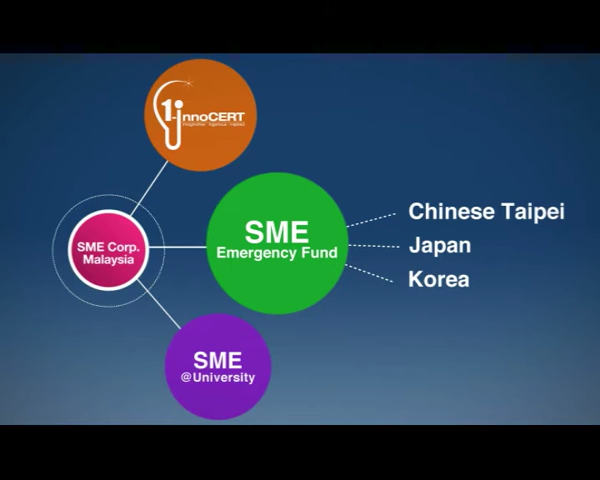 1-innoCERT
SME Corp.
Malaysia
SME
Emergency Fund
Chinese Taipei
Japan
Korea
SME
@University